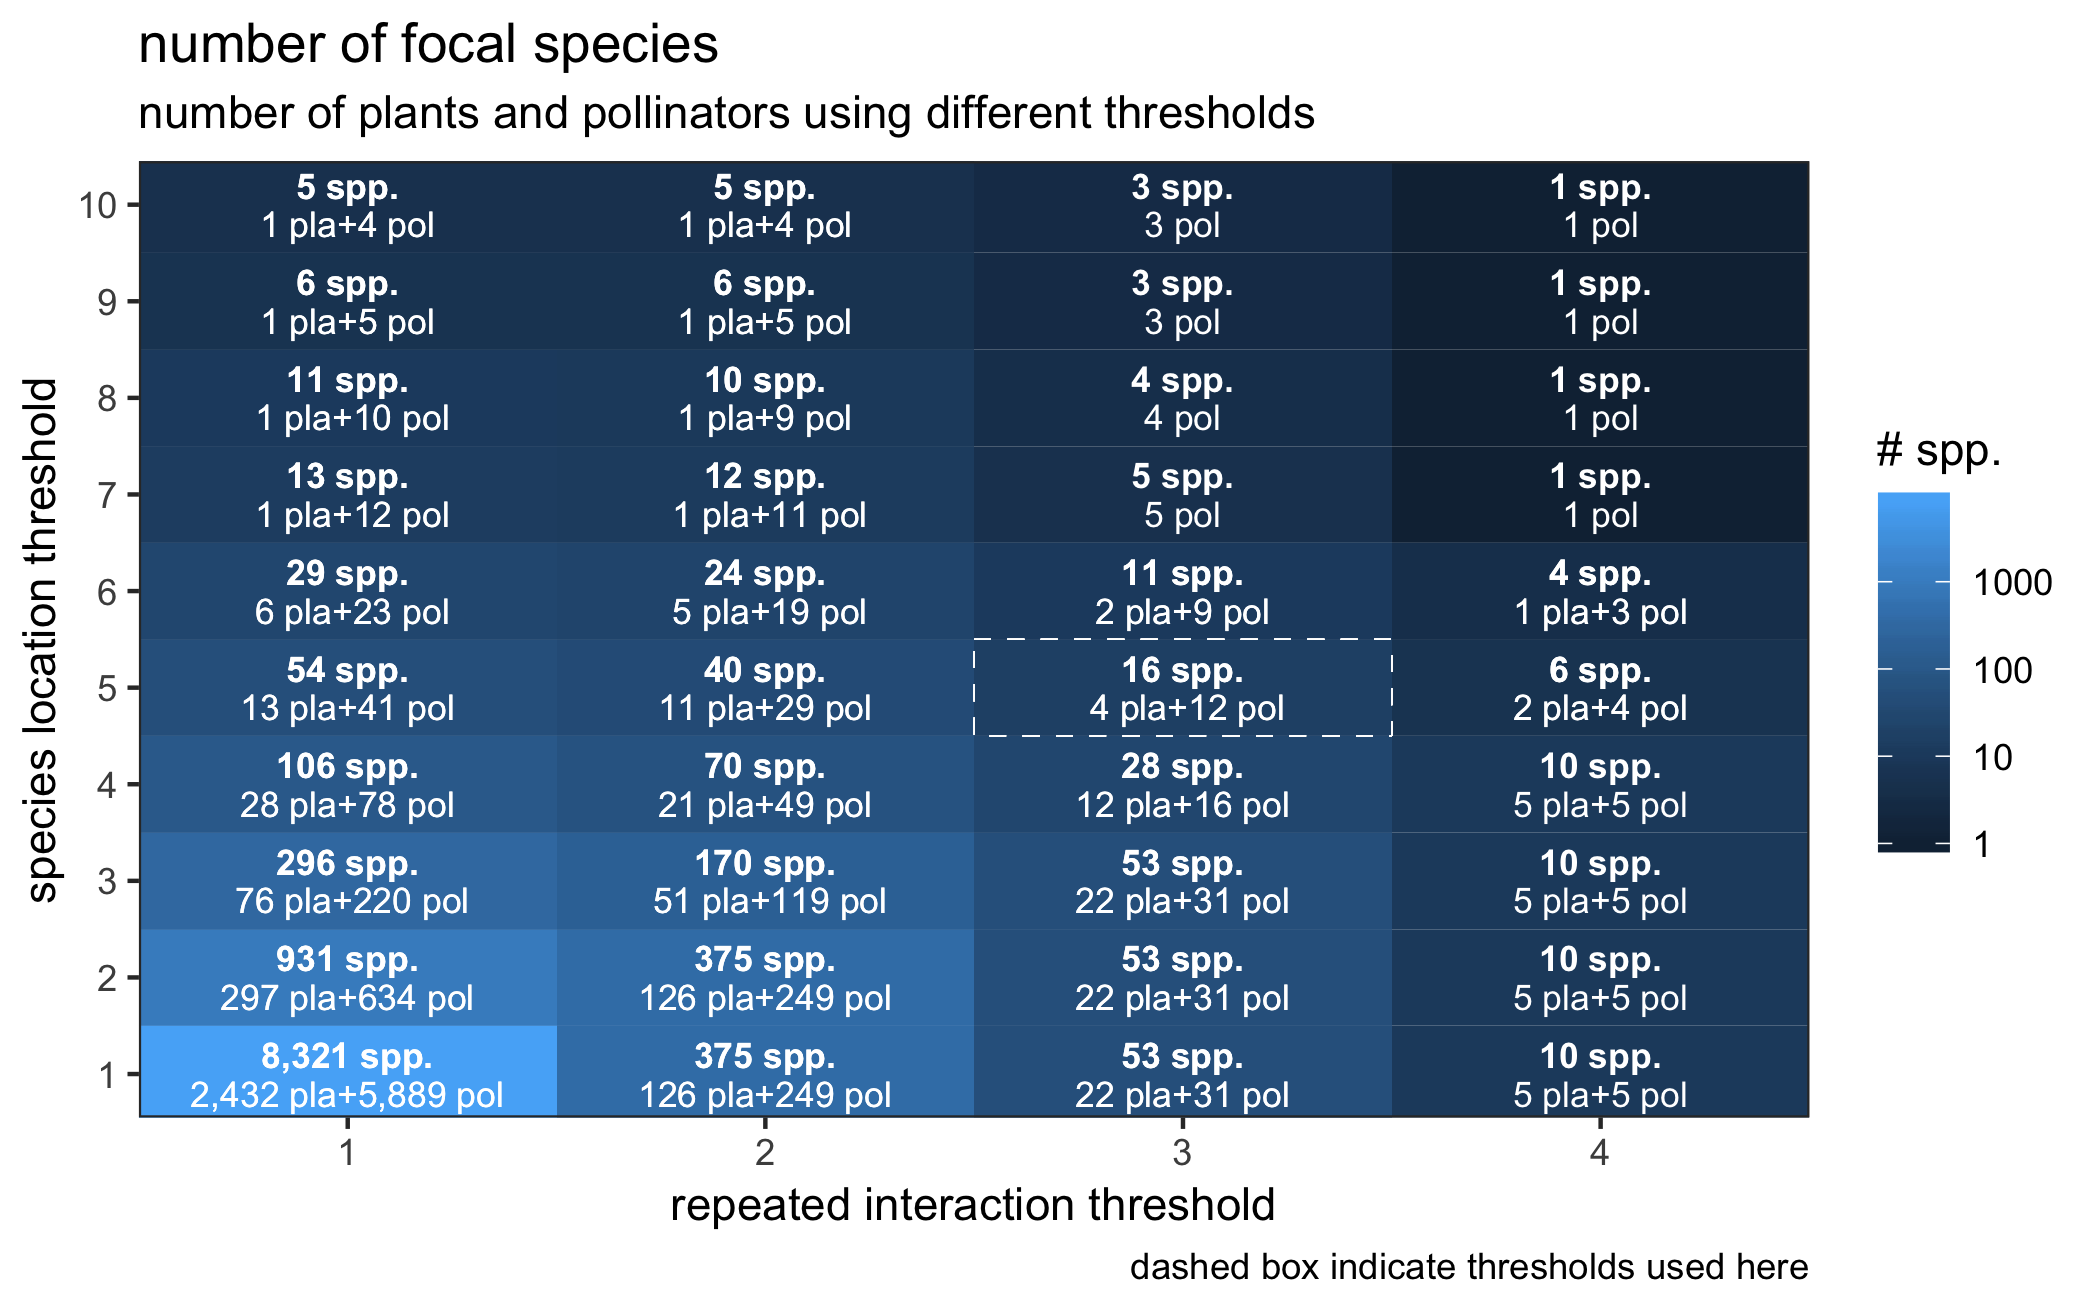 number of focal species
number of plants and pollinators using different thresholds
species location threshold
10
5 spp.
1 pla+4 pol
5 spp.
1 pla+4 pol
3 spp.
3 pol
1 spp.
1 pol
9
6 spp.
1 pla+5 pol
6 spp.
1 pla+5 pol
3 spp.
3 pol
1 spp.
1 pol
8
11 spp.
1 pla+10 pol
10 spp.
1 pla+9 pol
4 spp.
4 pol
1 spp.
1 pol
7
13 spp.
1 pla+12 pol
12 spp.
1 pla+11 pol
5 spp.
5 pol
1 spp.
1 pol
6
29 spp.
6 pla+23 pol
24 spp.
5 pla+19 pol
11 spp.
2 pla+9 pol
4 spp.
1 pla+3 pol
5
54 spp.
13 pla+41 pol
40 spp.
11 pla+29 pol
16 spp.
4 pla+12 pol
6 spp.
2 pla+4 pol
4
106 spp.
28 pla+78 pol
70 spp.
21 pla+49 pol
28 spp.
12 pla+16 pol
10 spp.
5 pla+5 pol
3
296 spp.
76 pla+220 pol
170 spp.
51 pla+119 pol
53 spp.
22 pla+31 pol
10 spp.
5 pla+5 pol
2
931 spp.
297 pla+634 pol
375 spp.
126 pla+249 pol
53 spp.
22 pla+31 pol
10 spp.
5 pla+5 pol
1
8,321 spp.
2,432 pla+5,889 pol
375 spp.
126 pla+249 pol
53 spp.
22 pla+31 pol
10 spp.
5 pla+5 pol
1
2
3
4
repeated interaction threshold
dashed box indicate thresholds used here
# spp.
1000
100
10
1